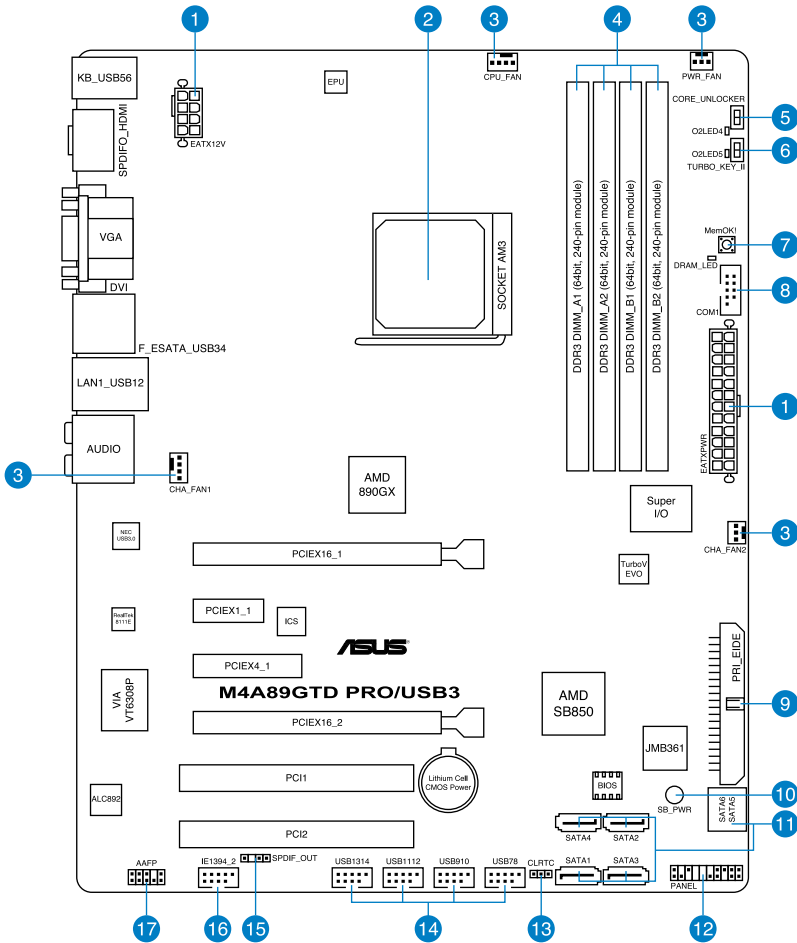 1
2
3
4
3
KB_USB56
EPU
CPU_FAN
PWR_FAN
SPDIFO_HDMI
EATX12V
CORE_UNLOCKER
5
O2LED4
O2LED5
6
TURBO_KEY_II
VGA
DVI
SOCKET AM3
DDR3 DIMM_A1 (64bit, 240-pin module)
DDR3 DIMM_A2 (64bit, 240-pin module)
DDR3 DIMM_B1 (64bit, 240-pin module)
DDR3 DIMM_B2 (64bit, 240-pin module)
MemOK!
7
DRAM_LED
8
COM1
F_ESATA_USB34
LAN1_USB12
1
EATXPWR
AUDIO
3
CHA_FAN1
AMD
890GX
Super
I/O
NEC
USB3.0
3
CHA_FAN2
PCIEX16_1
TurboV
EVO
RealTek
8111E
PCIEX1_1
ICS
ASUS
PCIEX4_1
M4A89GTD PRO/USB3
VIA
VT6308P
PCIEX16_2
AMD
SB850
PRI_EIDE
9
JMB361
ALC892
PCI1
Lithium Cell
CMOS Power
BIOS
SB_PWR
10
SATA6
SATA5
11
PCI2
SATA4
SATA2
AAFP
IE1394_2
SPDIF_OUT
USB1314
USB1112
USB910
USB78
CLRTC
SATA1
SATA3
PANEL
17
16
15
14
13
12